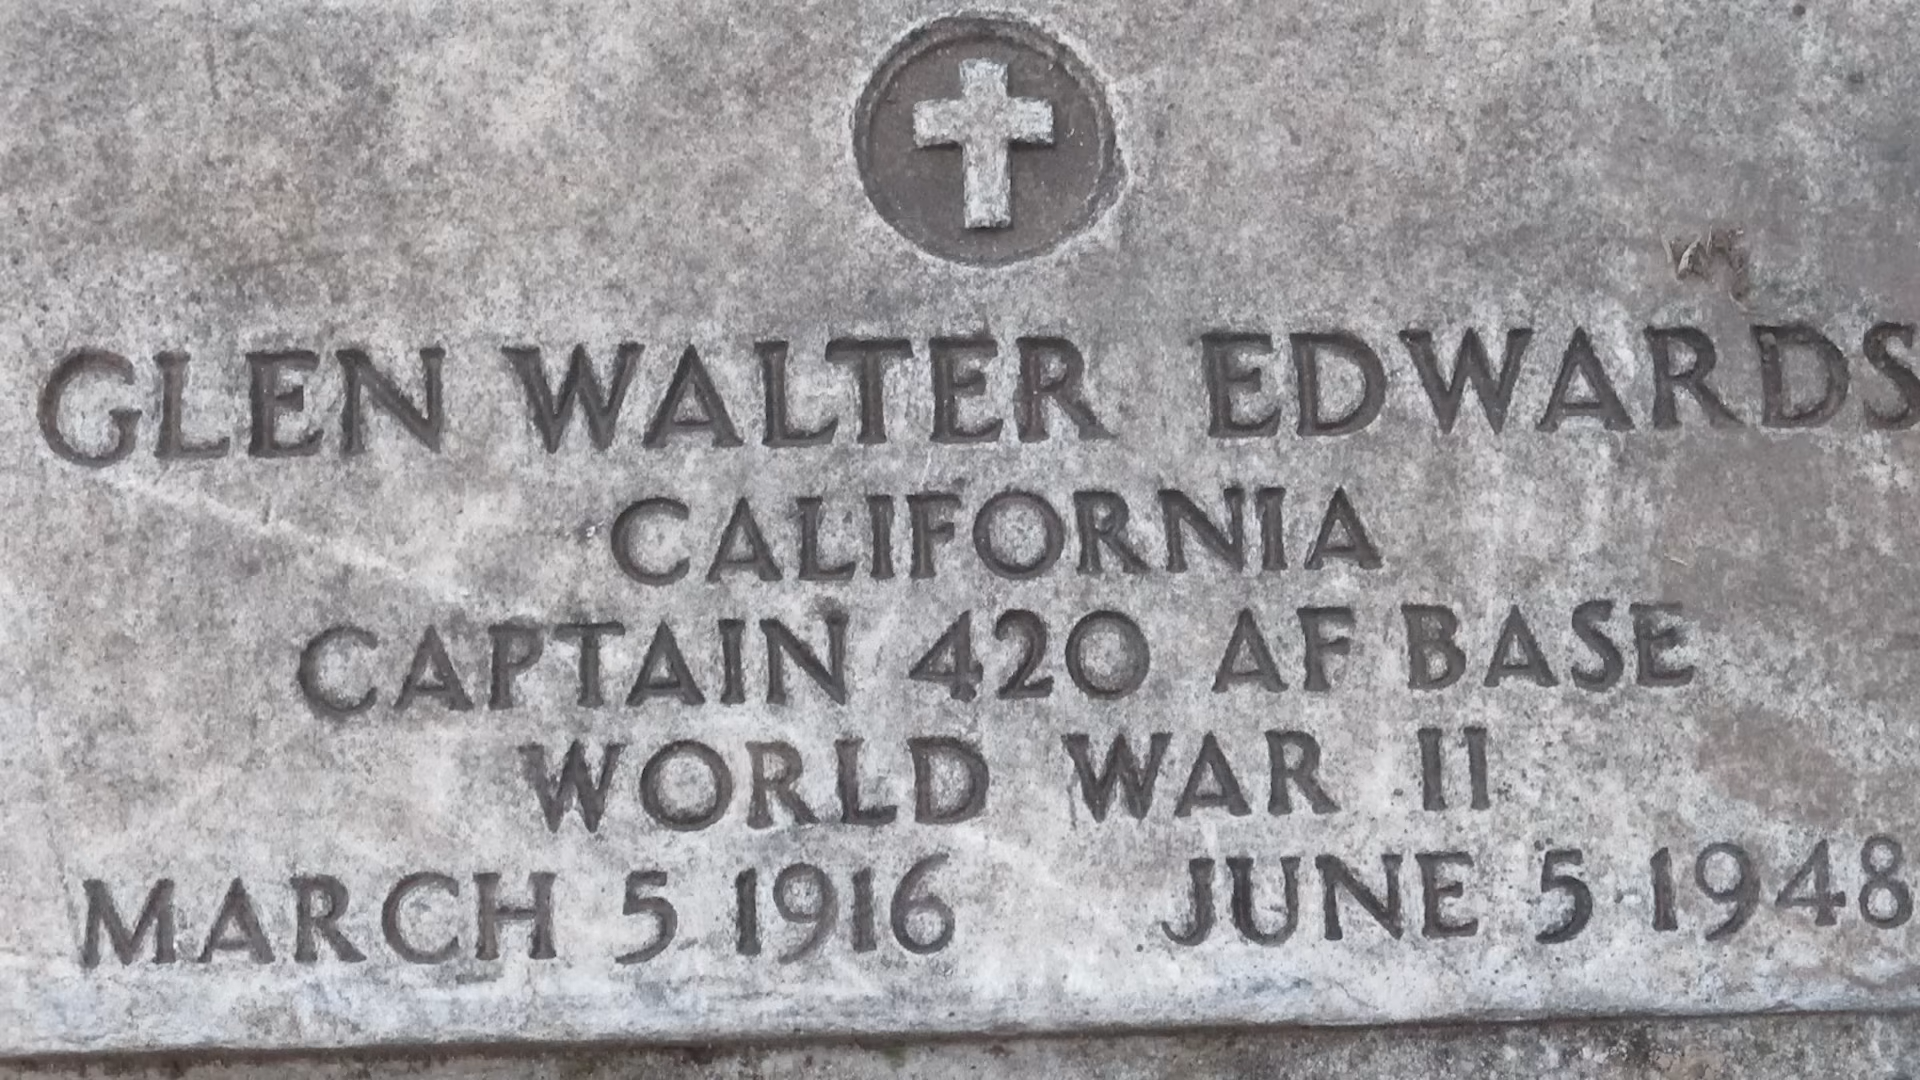 GLEN WALTER EDWARDS
CALIFORNIA
CAPTAIN 420 AF BASE
WORLD WAR II
MARCH 5 1916 JUNE 5 1948